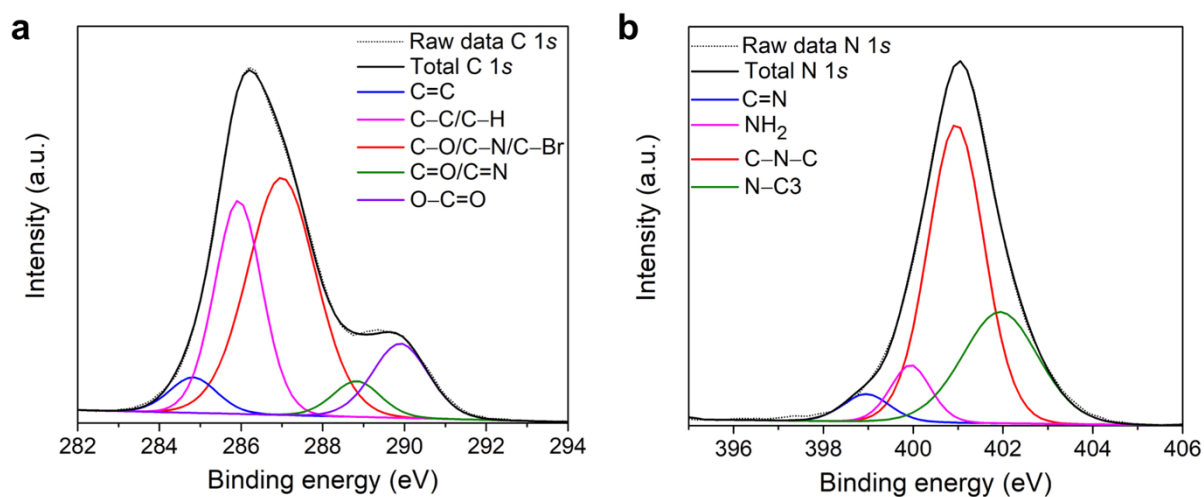 a
Raw data C 1s
Total C 1s
C=C
C–C/C–H
C–O/C–N/C–Br
C=O/C=N
O–C=O
Intensity (a.u.)
282 284 286 288 290 292 294
Binding energy (eV)
b
Raw data N 1s
Total N 1s
C=N
NH₂
C–N–C
N–C3
Intensity (a.u.)
396 398 400 402 404 406
Binding energy (eV)